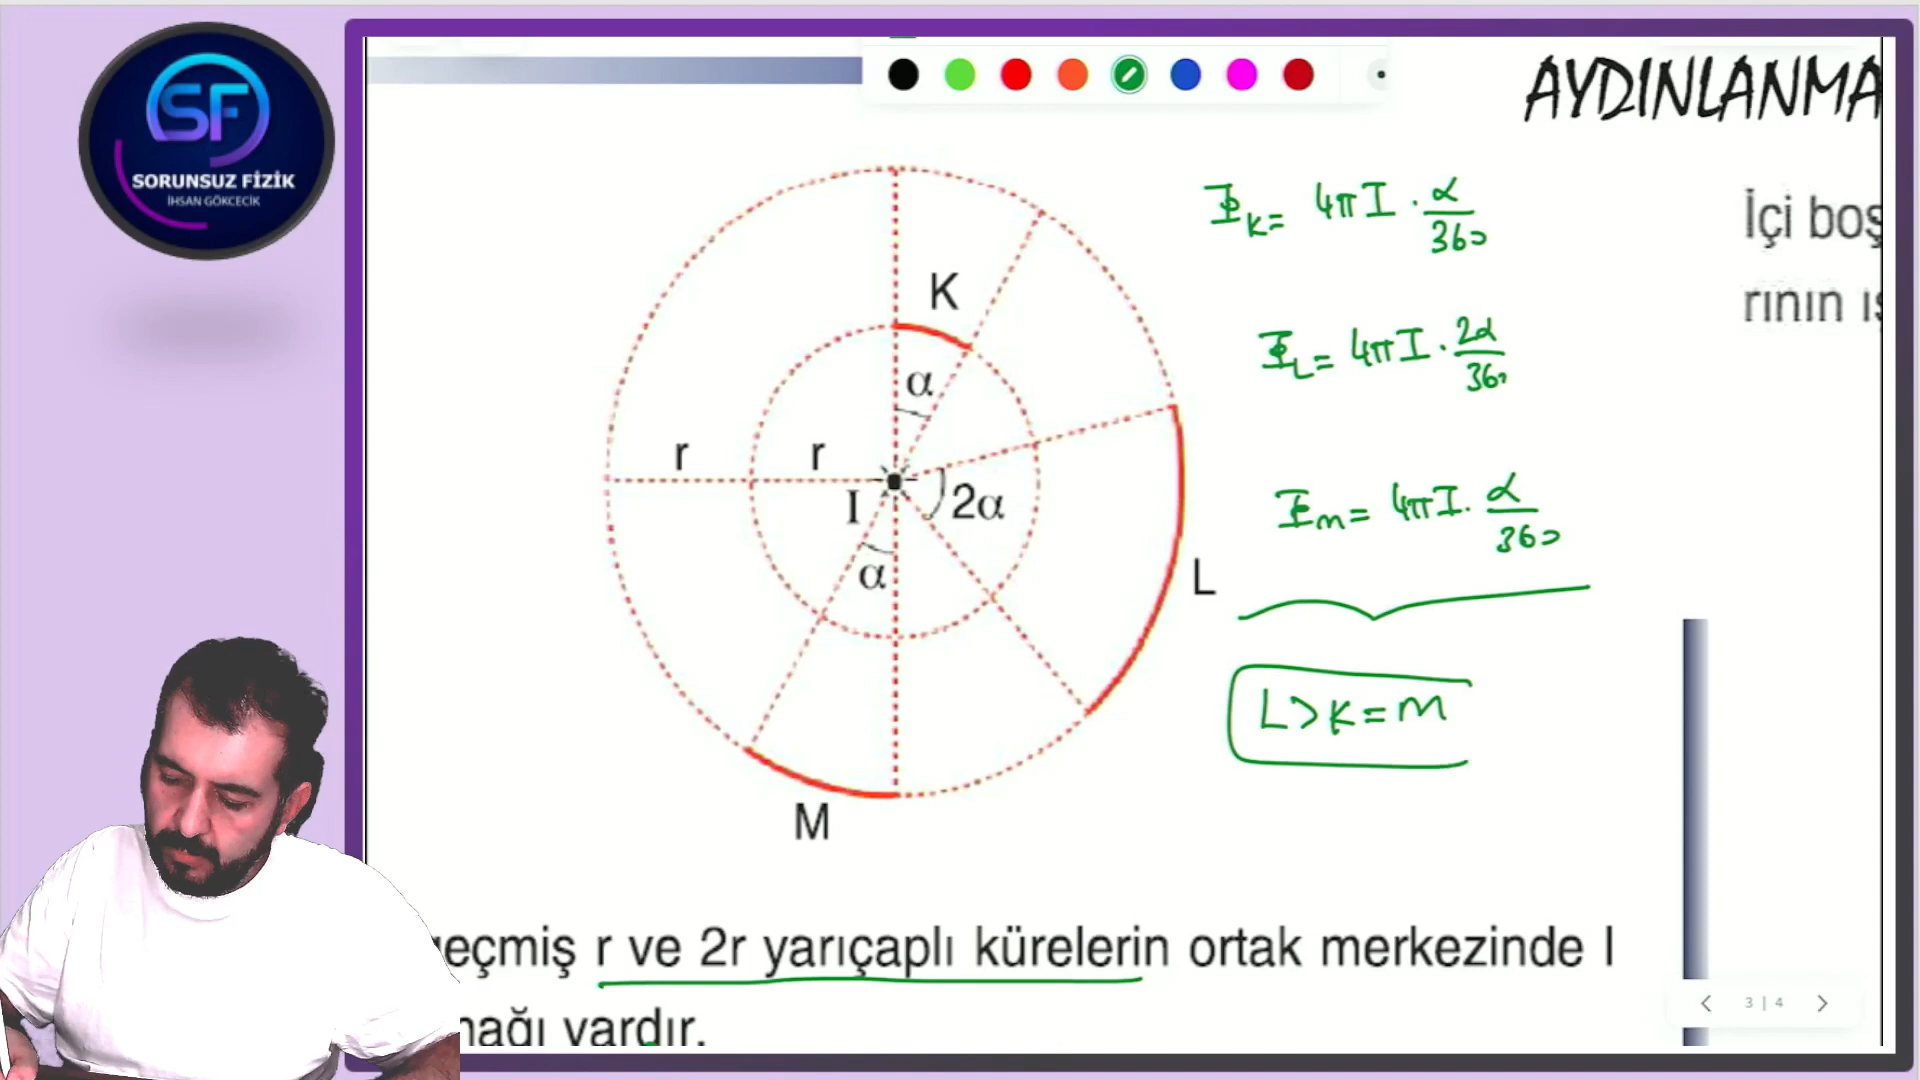 SF
SORUNSUZ FİZİK
İHSAN GÖKCECİK
AYDINLANMA
İçi boş
rının
K
α
r r
I
2α
α
L
M
Φ_K = 4πI · α/360
Φ_L = 4πI · 2α/360
Φ_m = 4πI · α/360
L > K = m
eçmiş r ve 2r yarıçaplı kürelerin ortak merkezinde I
nağı vardır.
3 | 4